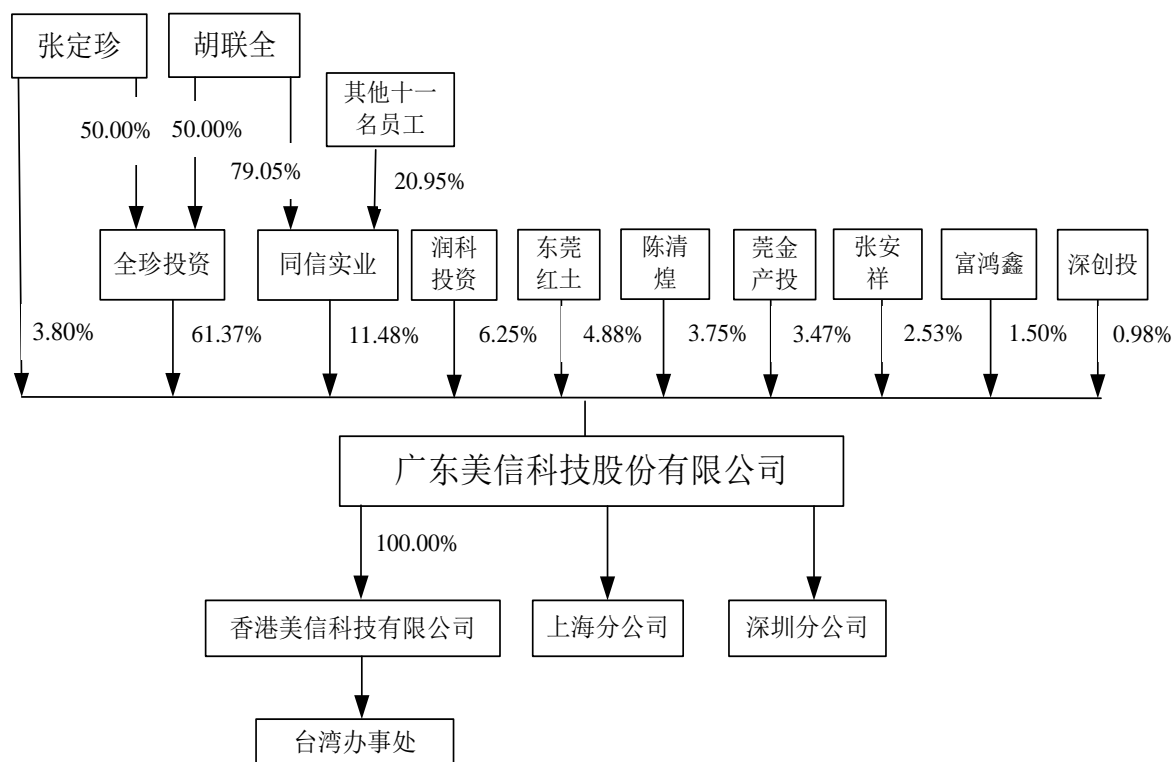 张定珍
胡联全
其他十一
名员工
50.00%
50.00%
79.05%
20.95%
全珍投资
同信实业
润科
投资
东莞
红土
陈清
煌
莞金
产投
张安
祥
富鸿鑫
深创投
3.80%
61.37%
11.48%
6.25%
4.88%
3.75%
3.47%
2.53%
1.50%
0.98%
广东美信科技股份有限公司
100.00%
香港美信科技有限公司
上海分公司
深圳分公司
台湾办事处